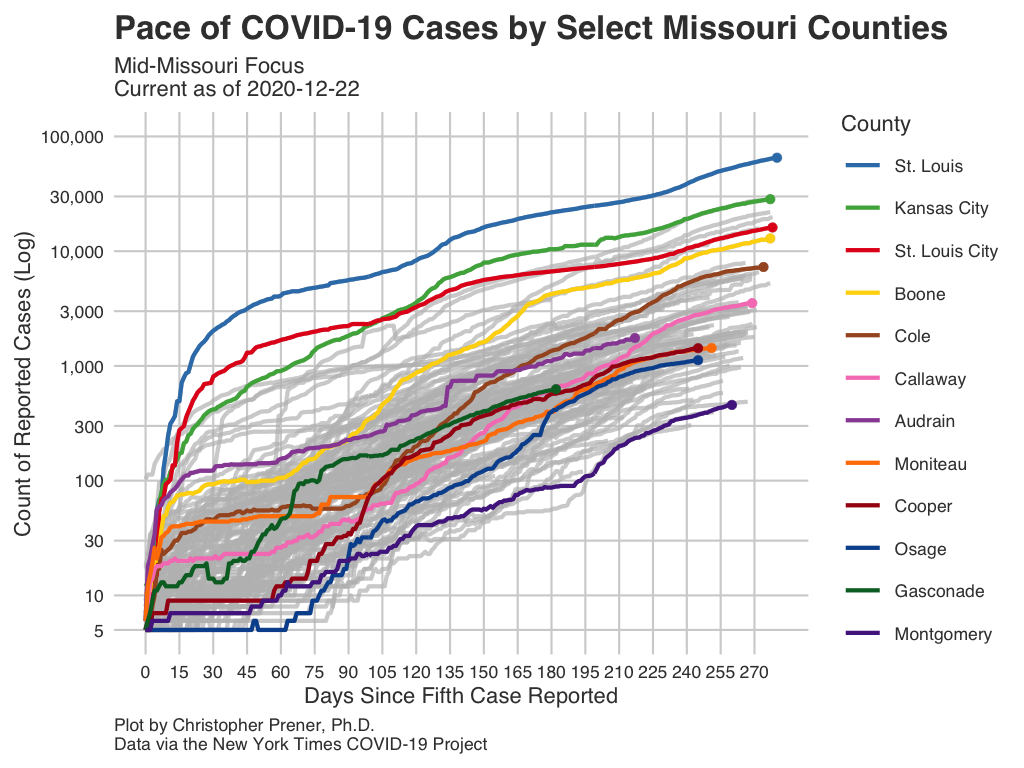 Pace of COVID-19 Cases by Select Missouri Counties
Mid-Missouri Focus
Current as of 2020-12-22
Count of Reported Cases (Log)
100,000
30,000
10,000
3,000
1,000
300
100
30
10
5
0 15 30 45 60 75 90 105 120 135 150 165 180 195 210 225 240 255 270
Days Since Fifth Case Reported
County
St. Louis
Kansas City
St. Louis City
Boone
Cole
Callaway
Audrain
Moniteau
Cooper
Osage
Gasconade
Montgomery
Plot by Christopher Prener, Ph.D.
Data via the New York Times COVID-19 Project